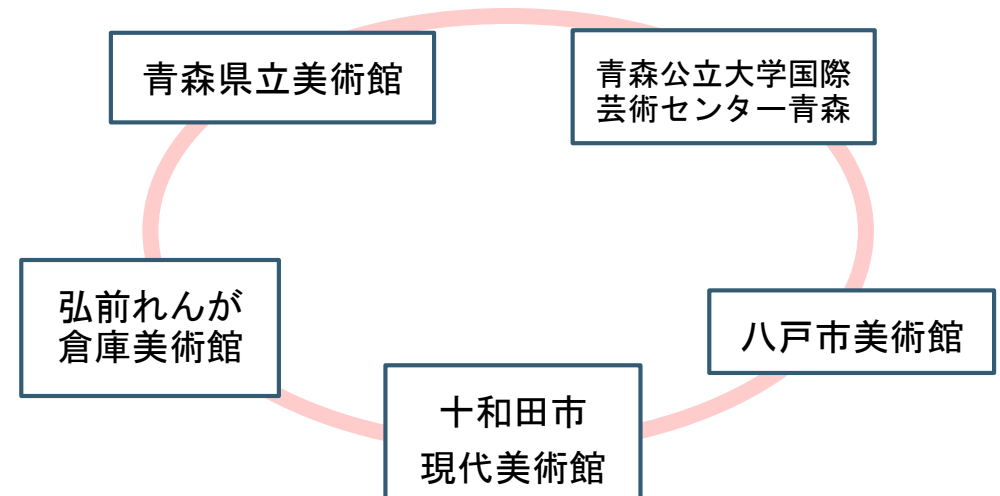 青森県立美術館
青森公立大学国際
芸術センター青森
弘前れんが
倉庫美術館
八戸市美術館
十和田市
現代美術館